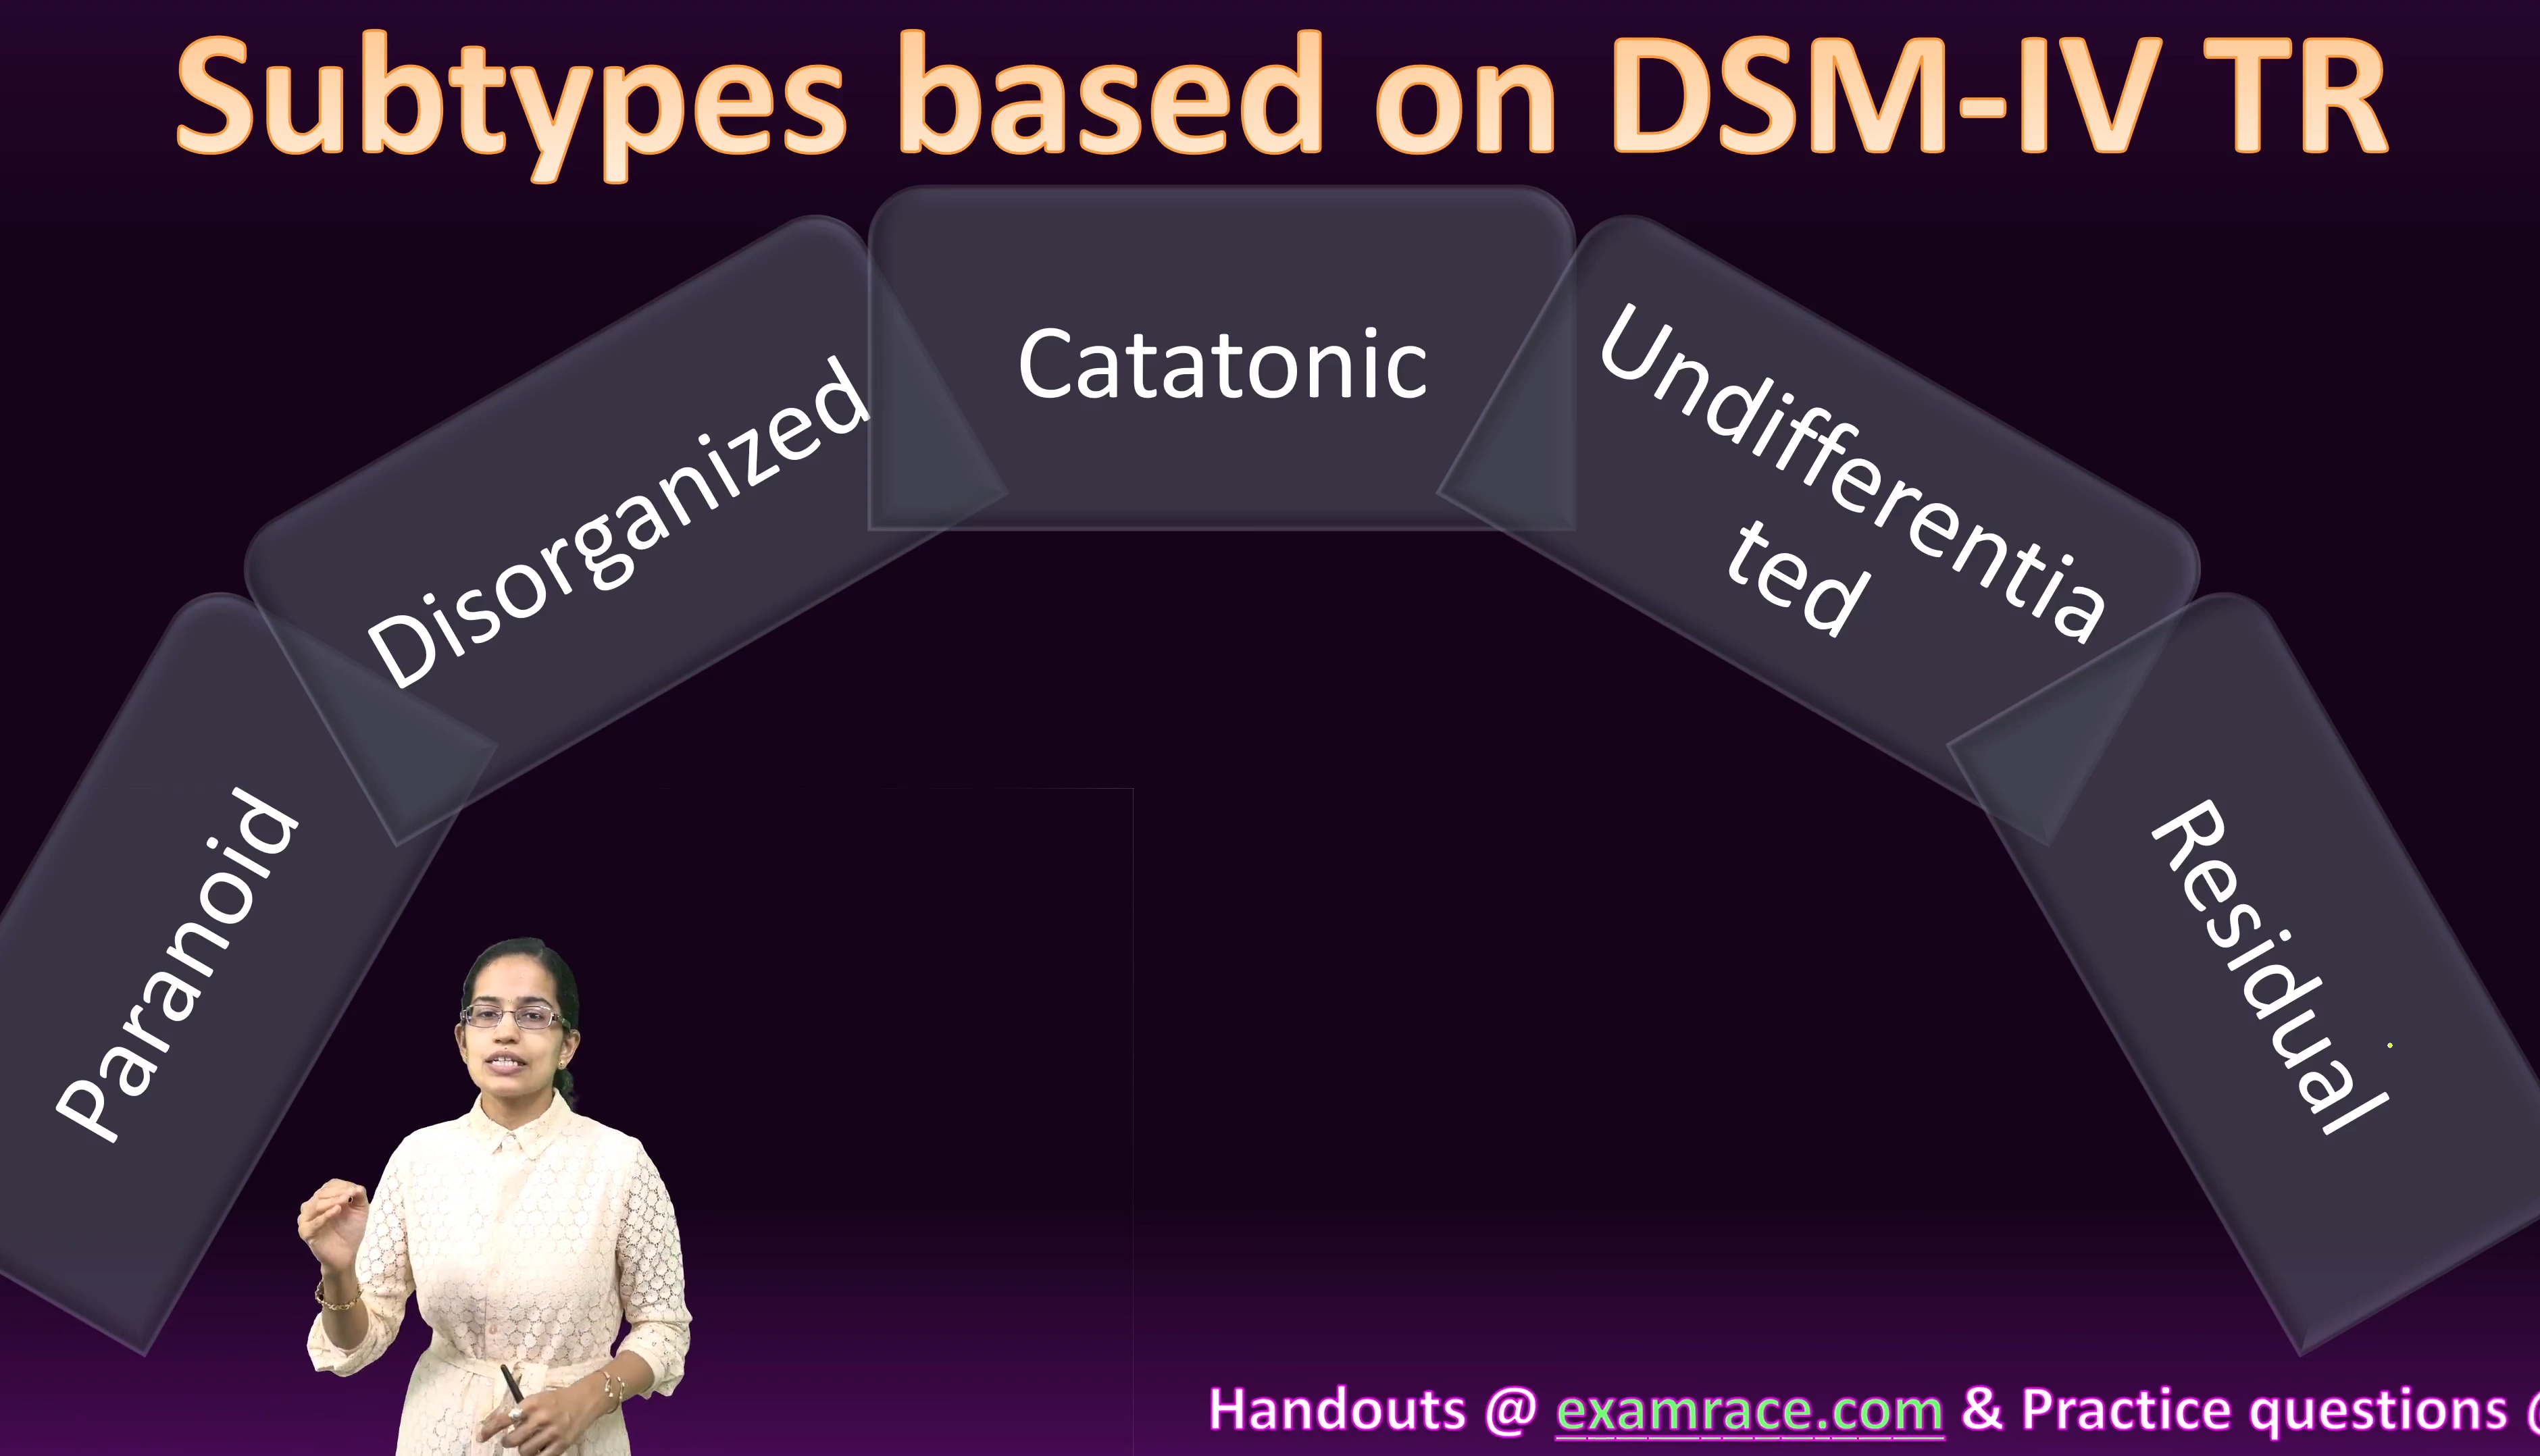 Subtypes based on DSM-IV TR
Paranoid
Disorganized
Catatonic
Undifferentia
ted
Residual
Handouts @ examrace.com & Practice questions @